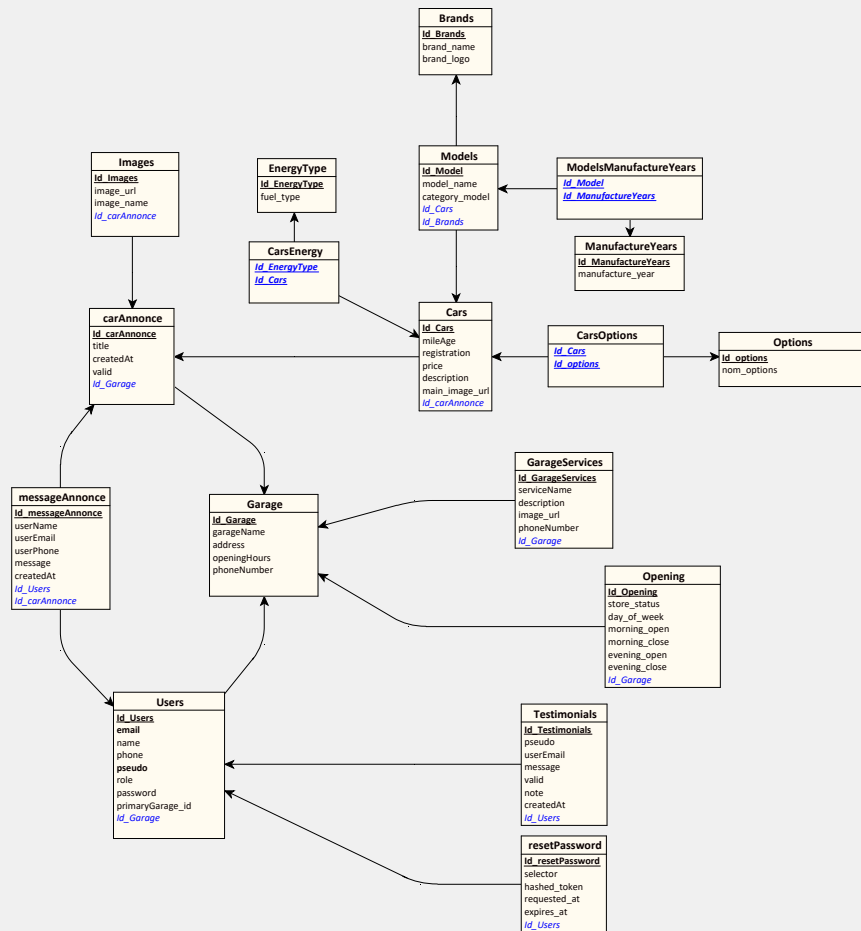 Brands
Id_Brands
brand_name
brand_logo
Images
Id_Images
image_url
image_name
Id_carAnnonce
EnergyType
Id_EnergyType
fuel_type
Models
Id_Model
model_name
category_model
Id_Cars
Id_Brands
ModelsManufactureYears
Id_Model
Id_ManufactureYears
CarsEnergy
Id_EnergyType
Id_Cars
ManufactureYears
Id_ManufactureYears
manufacture_year
carAnnonce
Id_carAnnonce
title
createdAt
valid
Id_Garage
Cars
Id_Cars
mileAge
registration
price
description
main_image_url
Id_carAnnonce
CarsOptions
Id_Cars
Id_options
Options
Id_options
nom_options
messageAnnonce
Id_messageAnnonce
userName
userEmail
userPhone
message
createdAt
Id_Users
Id_carAnnonce
Garage
Id_Garage
garageName
address
openingHours
phoneNumber
GarageServices
Id_GarageServices
serviceName
description
image_url
phoneNumber
Id_Garage
Opening
Id_Opening
store_status
day_of_week
morning_open
morning_close
evening_open
evening_close
Id_Garage
Users
Id_Users
email
name
phone
pseudo
role
password
primaryGarage_id
Id_Garage
Testimonials
Id_Testimonials
pseudo
userEmail
message
valid
note
createdAt
Id_Users
resetPassword
Id_resetPassword
selector
hashed_token
requested_at
expires_at
Id_Users